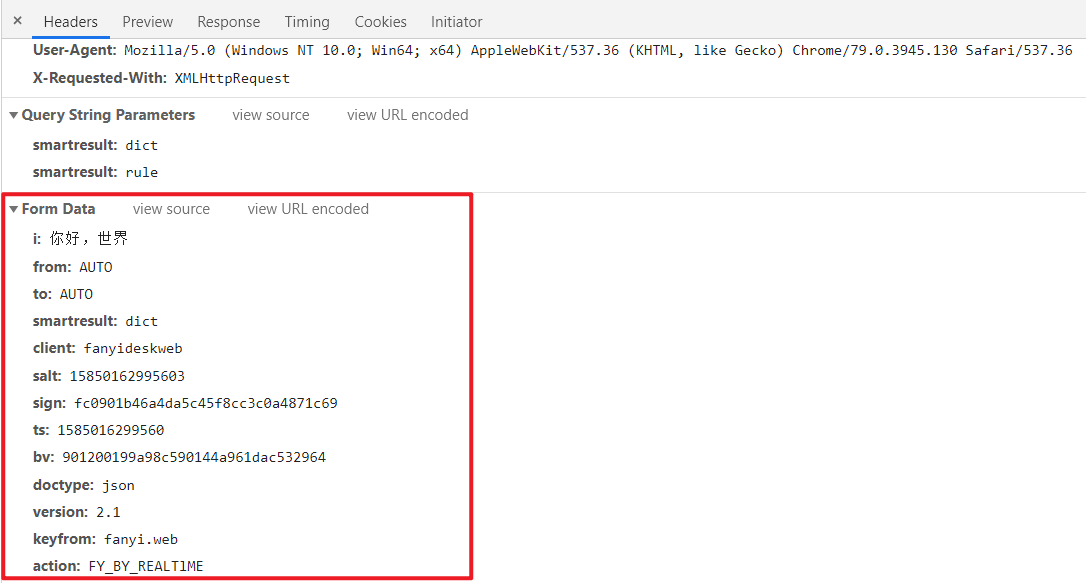 × Headers Preview Response Timing Cookies Initiator
User-Agent: Mozilla/5.0 (Windows NT 10.0; Win64; x64) AppleWebKit/537.36 (KHTML, like Gecko) Chrome/79.0.3945.130 Safari/537.36
X-Requested-With: XMLHttpRequest
▼Query String Parameters view source view URL encoded
smartresult: dict
smartresult: rule
▼Form Data view source view URL encoded
i: 你好，世界
from: AUTO
to: AUTO
smartresult: dict
client: fanyideskweb
salt: 15850162995603
sign: fc0901b46a4da5c45f8cc3c0a4871c69
ts: 1585016299560
bv: 901200199a98c590144a961dac532964
doctype: json
version: 2.1
keyfrom: fanyi.web
action: FY_BY_REALTlME